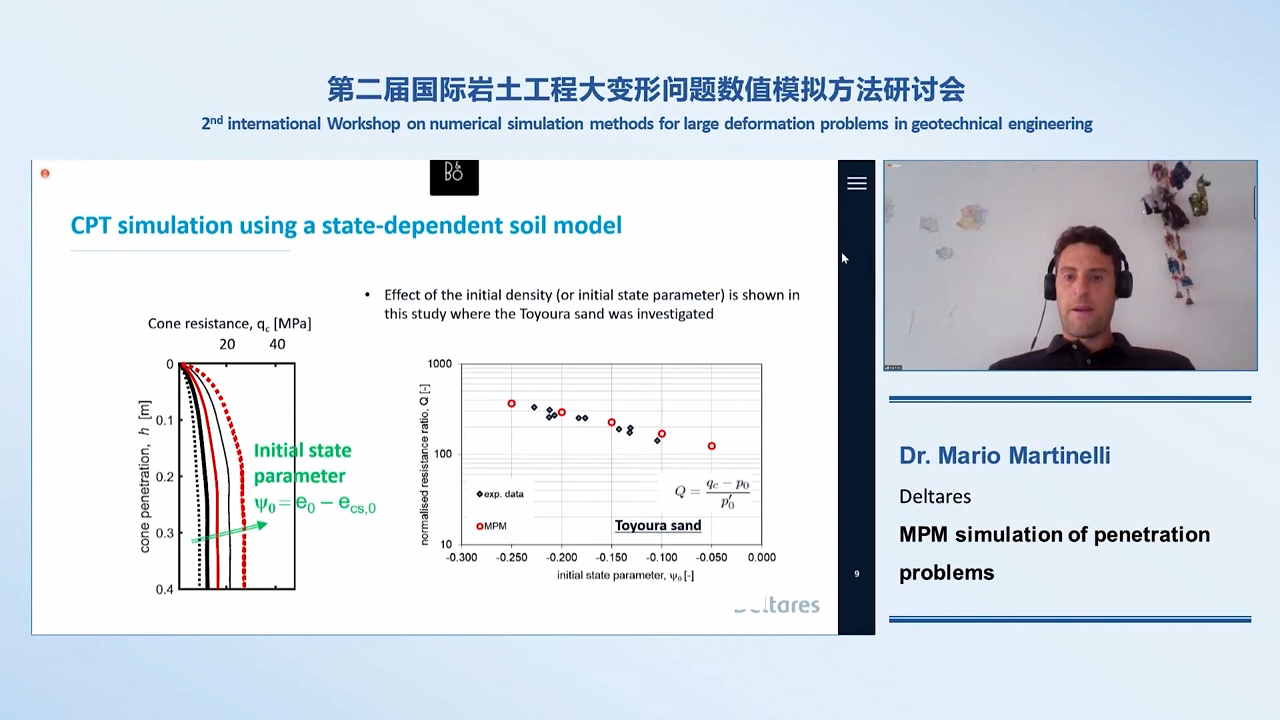 第二届国际岩土工程大变形问题数值模拟方法研讨会
2nd international Workshop on numerical simulation methods for large deformation problems in geotechnical engineering
B&O
CPT simulation using a state-dependent soil model
• Effect of the initial density (or initial state parameter) is shown in
this study where the Toyoura sand was investigated
Cone resistance, qc [MPa]
20 40
0
0.1
0.2
0.3
0.4
cone penetration, h [m]
Initial state
parameter
ψ0 = e0 − ecs,0
normalised resistance ratio, Q [-]
1000
100
10
exp. data
MPM
Q = (qc − p0) / p′0
Toyoura sand
-0.300 -0.250 -0.200 -0.150 -0.100 -0.050 0.000
initial state parameter, ψ0 [-]
9
Deltares
Dr. Mario Martinelli
Deltares
MPM simulation of penetration
problems